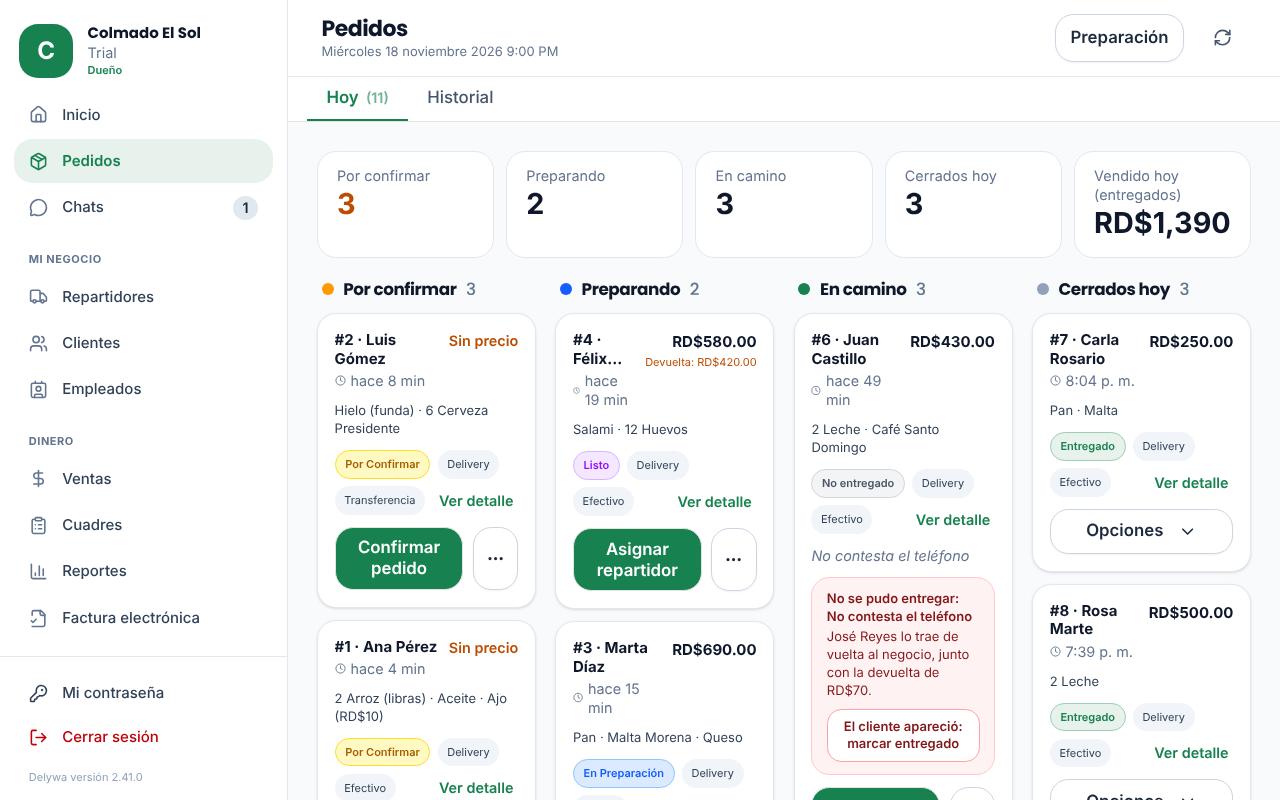 C
Colmado El Sol
Trial
Dueño
Inicio
Pedidos
Chats
1
MI NEGOCIO
Repartidores
Clientes
Empleados
DINERO
Ventas
Cuadres
Reportes
Factura electrónica
Mi contraseña
Cerrar sesión
Delywa versión 2.41.0
Pedidos
Miércoles 18 noviembre 2026 9:00 PM
Preparación
Hoy (11)
Historial
Por confirmar
3
Preparando
2
En camino
3
Cerrados hoy
3
Vendido hoy
(entregados)
RD$1,390
Por confirmar 3
#2 · Luis
Gómez
Sin precio
hace 8 min
Hielo (funda) · 6 Cerveza
Presidente
Por Confirmar
Delivery
Transferencia
Ver detalle
Confirmar
pedido
...
#1 · Ana Pérez
Sin precio
hace 4 min
2 Arroz (libras) · Aceite · Ajo
(RD$10)
Por Confirmar
Delivery
Efectivo
Ver detalle
Preparando 2
#4 ·
Félix...
RD$580.00
Devuelta: RD$420.00
hace
19 min
Salami · 12 Huevos
Listo
Delivery
Efectivo
Ver detalle
Asignar
repartidor
...
#3 · Marta
Díaz
RD$690.00
hace 15
min
Pan · Malta Morena · Queso
En Preparación
Delivery
En camino 3
#6 · Juan
Castillo
RD$430.00
hace 49
min
2 Leche · Café Santo
Domingo
No entregado
Delivery
Efectivo
Ver detalle
No contesta el teléfono
No se pudo entregar:
No contesta el teléfono
José Reyes lo trae de
vuelta al negocio, junto
con la devuelta de
RD$70.
El cliente apareció:
marcar entregado
Cerrados hoy 3
#7 · Carla
Rosario
RD$250.00
8:04 p. m.
Pan · Malta
Entregado
Delivery
Efectivo
Ver detalle
Opciones
#8 · Rosa
Marte
RD$500.00
7:39 p. m.
2 Leche
Entregado
Delivery
Efectivo
Ver detalle
Opciones